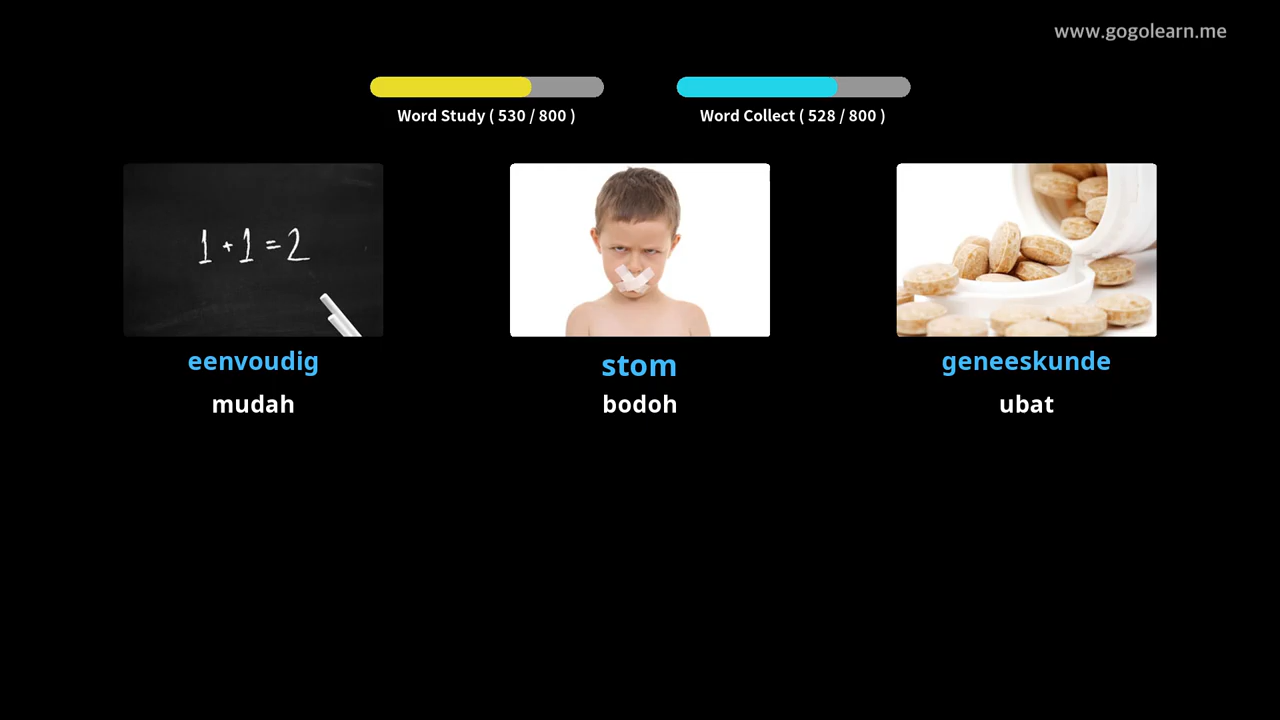 www.gogolearn.me
Word Study ( 530 / 800 )
Word Collect ( 528 / 800 )
1 + 1 = 2
eenvoudig
mudah
stom
bodoh
geneeskunde
ubat